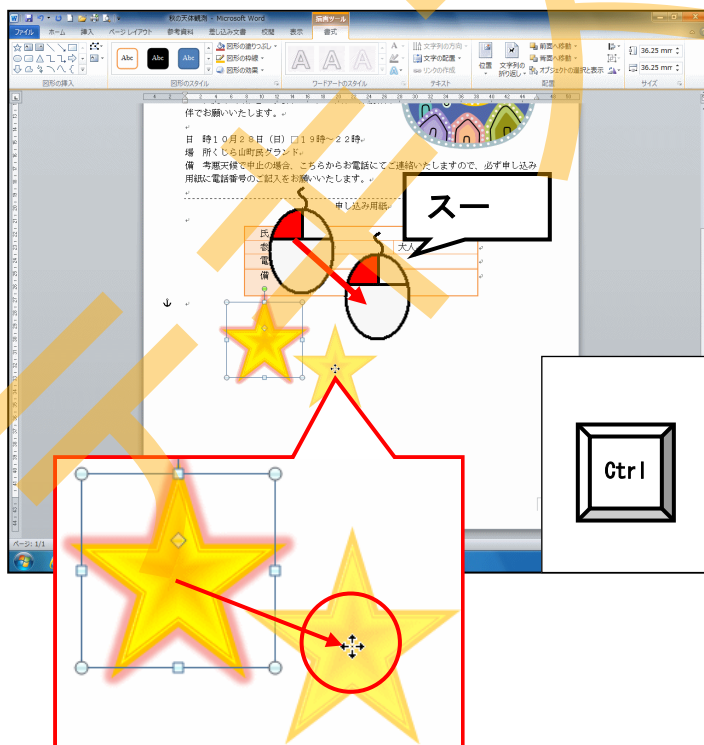 秋の天体観測 - Microsoft Word
描画ツール
ファイル ホーム 挿入 ページ レイアウト 参考資料 差し込み文書 校閲 表示 書式
Abc Abc Abc
図形の塗りつぶし
図形の枠線
図形の効果
A A A
文字列の方向
文字の配置
リンクの作成
位置
文字列の
折り返し
前面へ移動
背面へ移動
オブジェクトの選択と表示
36.25 mm
36.25 mm
図形の挿入 図形のスタイル ワードアートのスタイル テキスト 配置 サイズ
伴でお願いいたします。
日　時１０月２８日（日）□１９時～２２時
場　所くじら山町民グランド
備　考悪天候で中止の場合、こちらからお電話にてご連絡いたしますので、必ず申し込み
用紙に電話番号のご記入をお願いいたします。
申し込み用紙
スー
氏
参 大人
電
備
Ctrl
ページ: 1/1